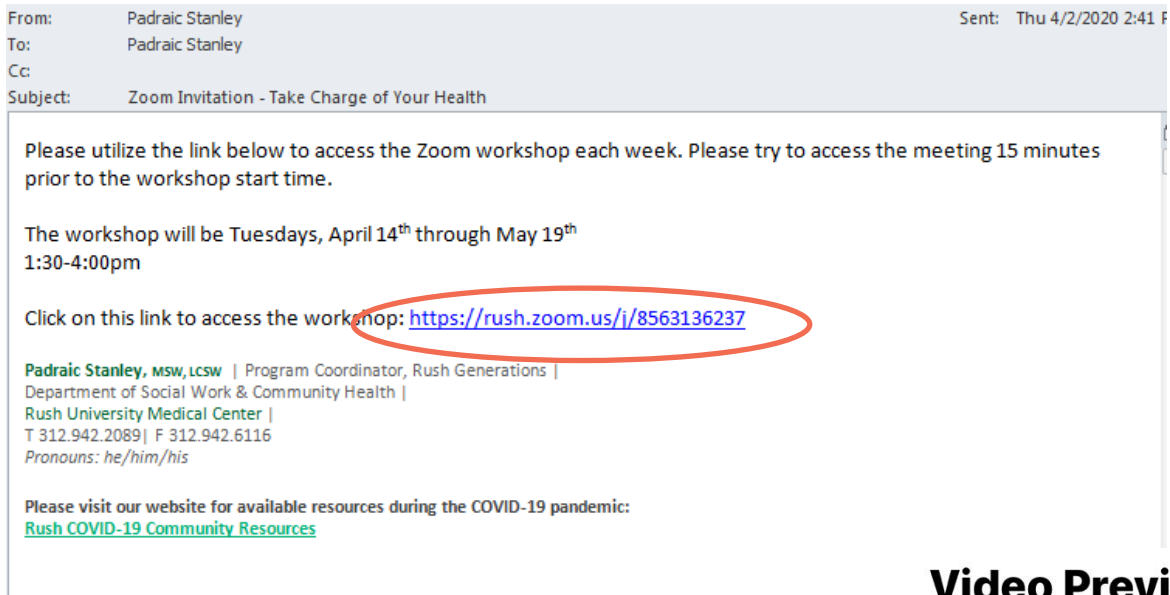 From: Padraic Stanley Sent: Thu 4/2/2020 2:41
To: Padraic Stanley
Cc:
Subject: Zoom Invitation - Take Charge of Your Health
Please utilize the link below to access the Zoom workshop each week. Please try to access the meeting 15 minutes
prior to the workshop start time.
The workshop will be Tuesdays, April 14th through May 19th
1:30-4:00pm
Click on this link to access the workshop: https://rush.zoom.us/j/8563136237
Padraic Stanley, MSW, LCSW | Program Coordinator, Rush Generations |
Department of Social Work & Community Health |
Rush University Medical Center |
T 312.942.2089| F 312.942.6116
Pronouns: he/him/his
Please visit our website for available resources during the COVID-19 pandemic:
Rush COVID-19 Community Resources
Video